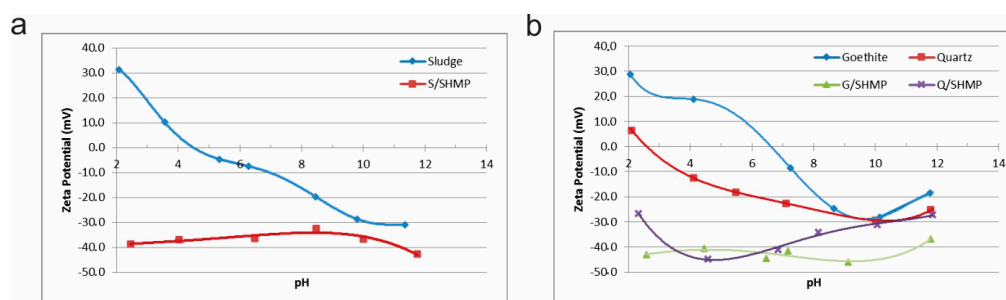 a
40.0
30.0
20.0
10.0
0.0
-10.0
-20.0
-30.0
-40.0
-50.0
Zeta Potential (mV)
2 4 6 8 10 12 14
pH
Sludge
S/SHMP
b
40.0
30.0
20.0
10.0
0.0
-10.0
-20.0
-30.0
-40.0
-50.0
Zeta Potential (mV)
2 4 6 8 10 12 14
pH
Goethite Quartz
G/SHMP Q/SHMP